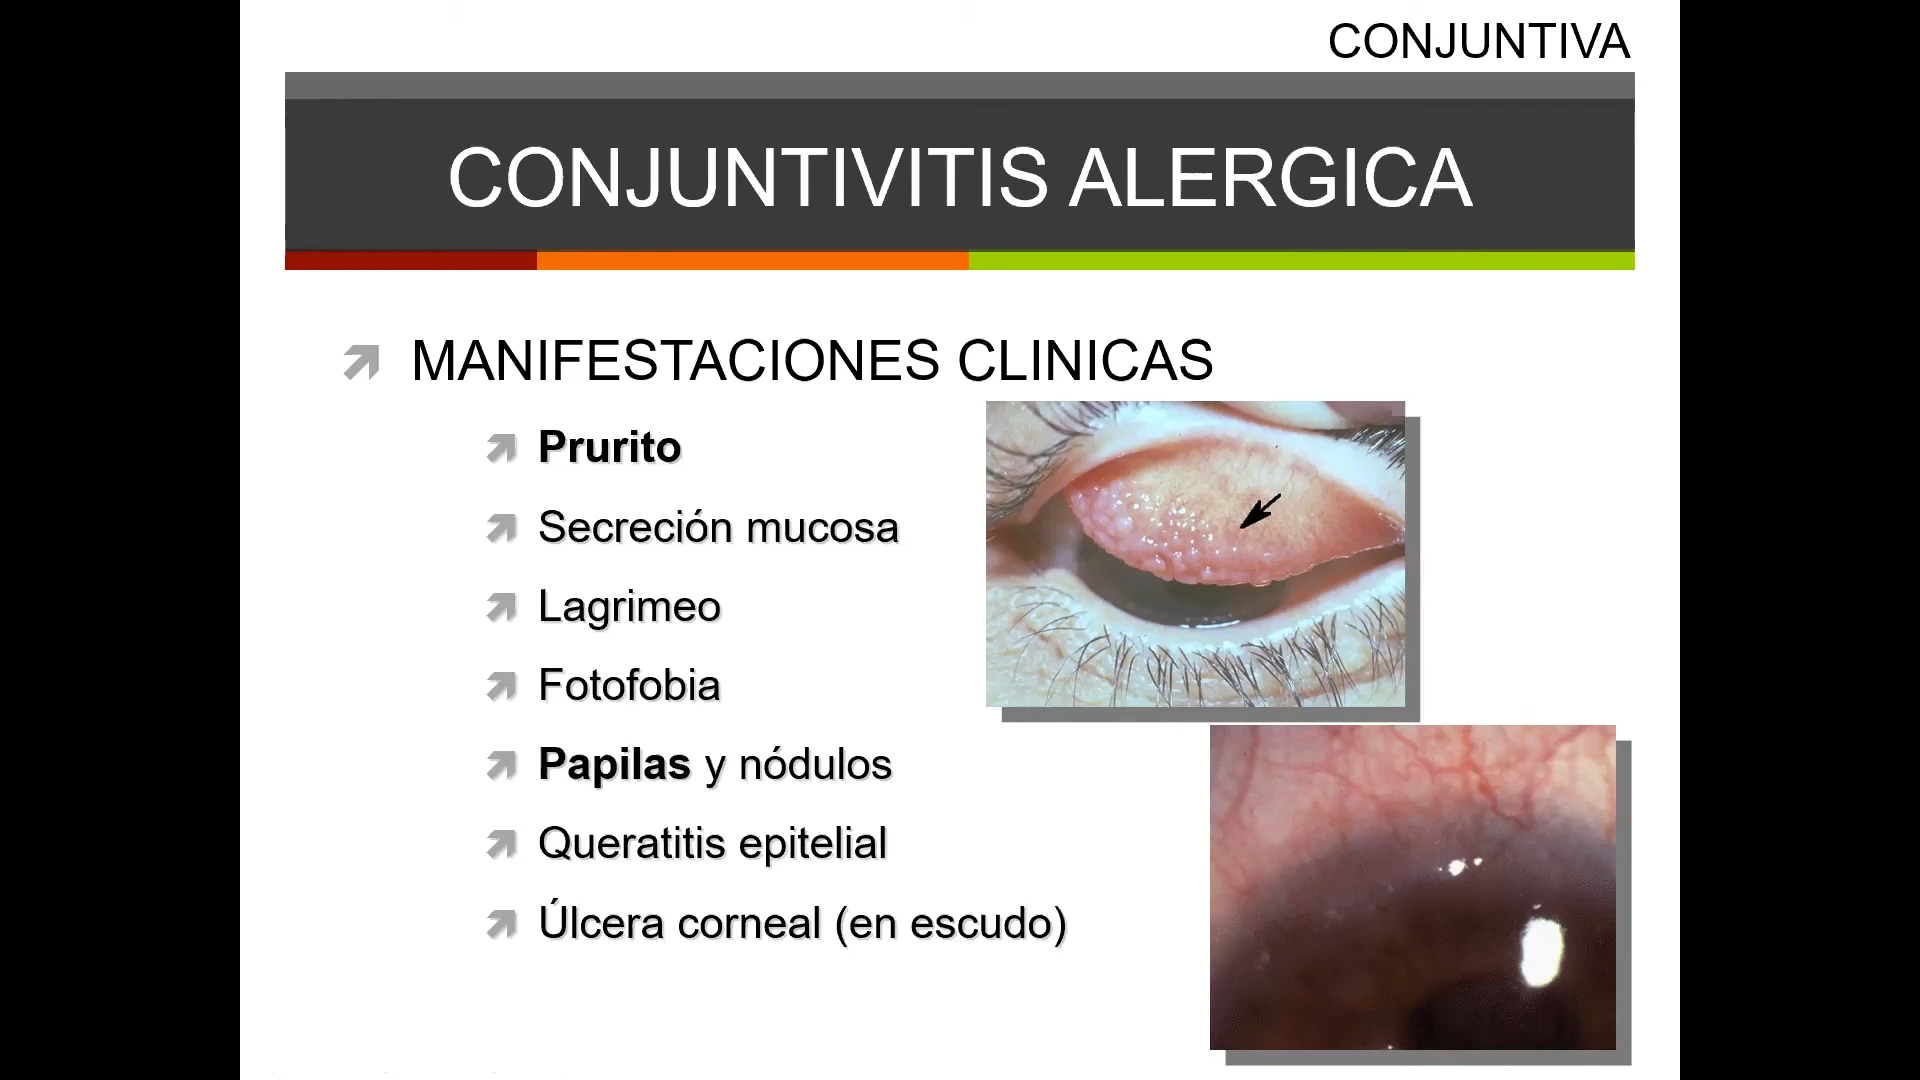 CONJUNTIVA
CONJUNTIVITIS ALERGICA
MANIFESTACIONES CLINICAS
Prurito
Secreción mucosa
Lagrimeo
Fotofobia
Papilas y nódulos
Queratitis epitelial
Úlcera corneal (en escudo)